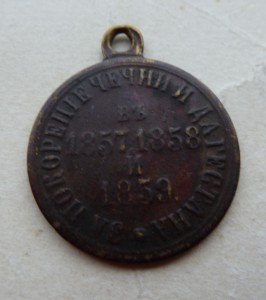 ЗА ПОКОРЕНIЕ ЧЕЧНИ И ДАГЕСТАНА
ВЪ
1857, 1858
И
1859.